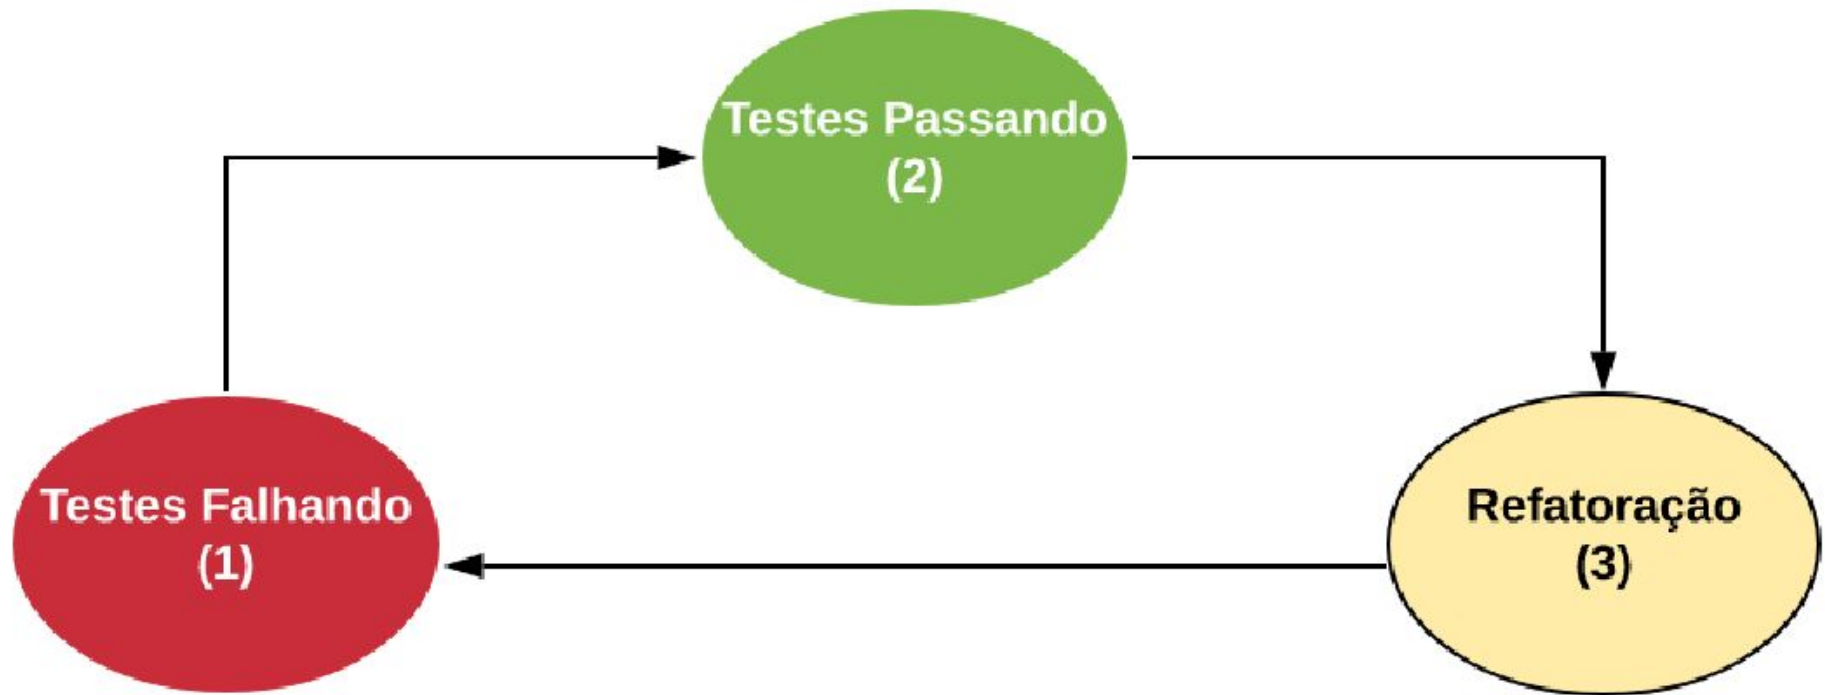 Testes Passando
(2)
Testes Falhando
(1)
Refatoração
(3)